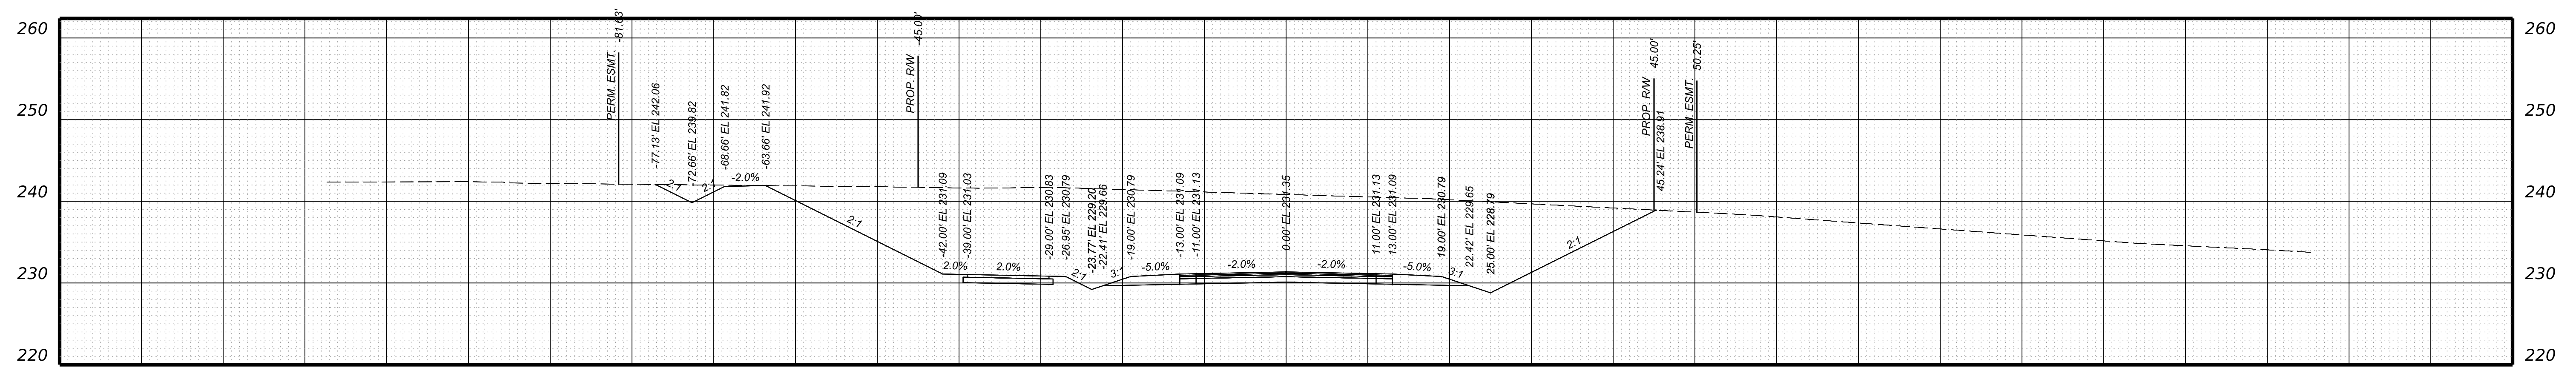 260
250
240
230
220
PERM. ESMT. -81.63'
-77.13' EL 242.06
-72.66' EL 239.82
-68.66' EL 241.82
-63.66' EL 241.92
2:1
2:1
-2.0%
2:1
PROP. R/W -45.00'
-42.00' EL 231.09
-39.00' EL 231.03
-29.00' EL 230.83
-26.95' EL 230.79
-23.77' EL 229.20
-22.41' EL 229.66
-19.00' EL 230.79
-13.00' EL 231.09
-11.00' EL 231.13
0.00' EL 231.35
11.00' EL 231.13
13.00' EL 231.09
19.00' EL 230.79
22.42' EL 229.65
25.00' EL 228.79
2.0%
2.0%
2:1
3:1
-5.0%
-2.0%
-2.0%
-5.0%
3:1
2:1
PROP. R/W 45.00'
45.24' EL 238.91
PERM. ESMT. 50.25'
260
250
240
230
220